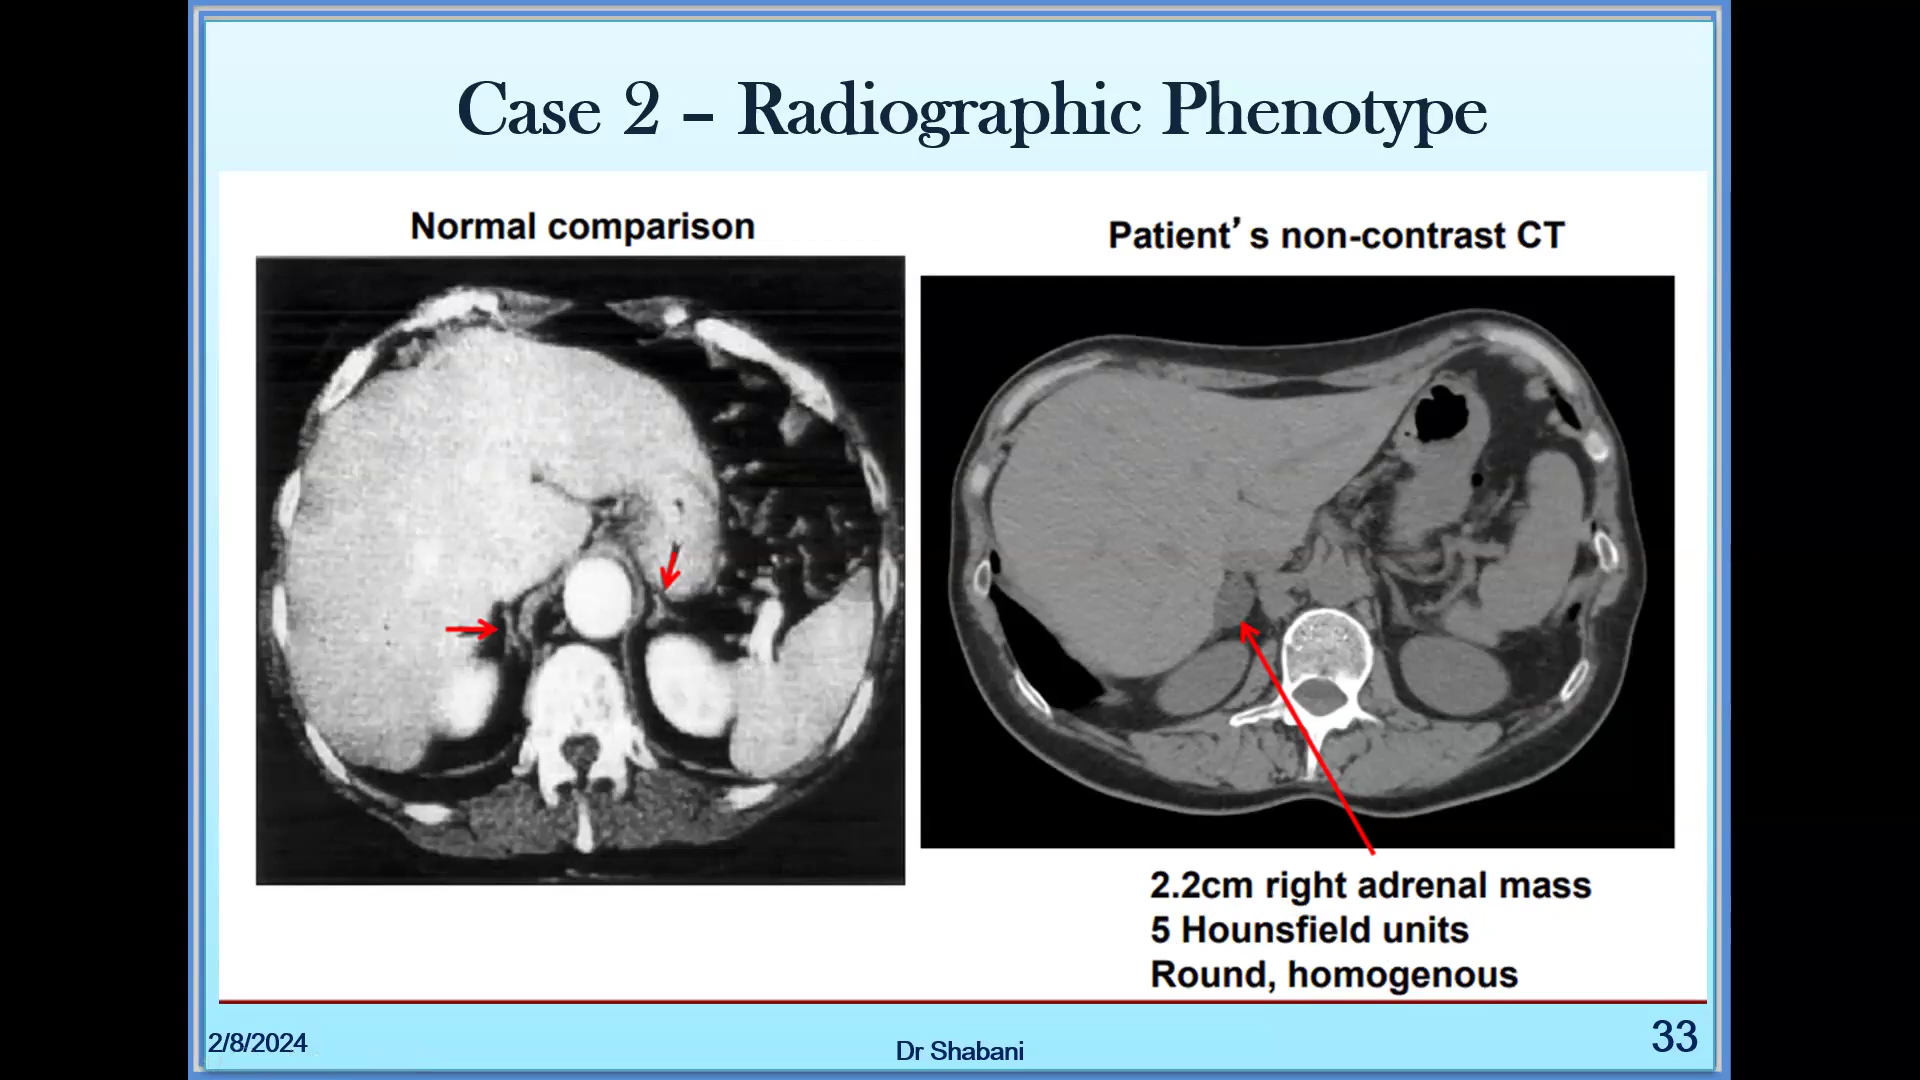 Case 2 – Radiographic Phenotype
Normal comparison
Patient’s non-contrast CT
2.2cm right adrenal mass
5 Hounsfield units
Round, homogenous
2/8/2024
Dr Shabani
33